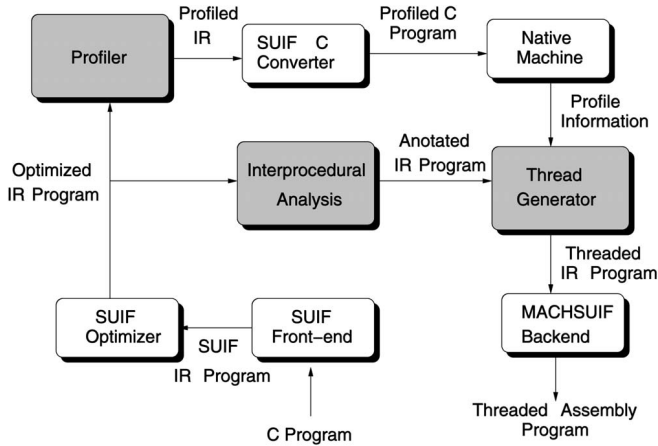 Profiler
Profiled
IR
SUIF C
Converter
Profiled C
Program
Native
Machine
Profile
Information
Optimized
IR Program
Interprocedural
Analysis
Anotated
IR Program
Thread
Generator
Threaded
IR Program
SUIF
Optimizer
SUIF
IR Program
SUIF
Front-end
MACHSUIF
Backend
C Program
Threaded Assembly
Program